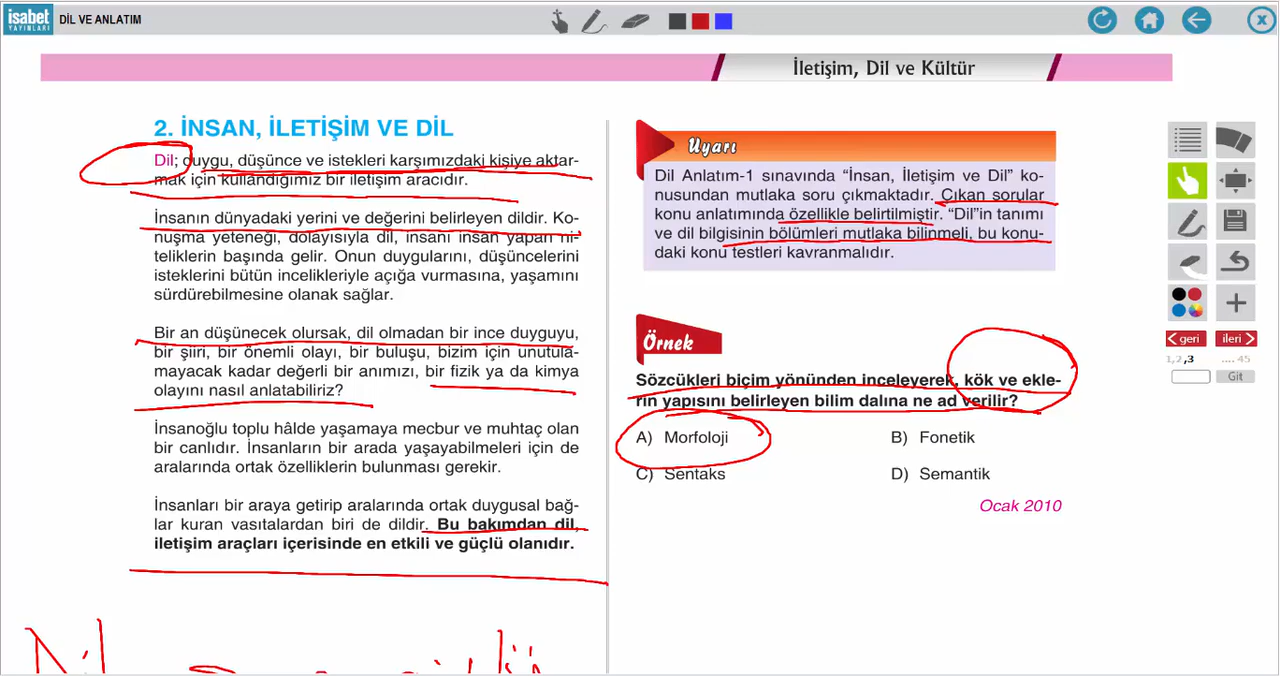 isabet
YAYINLARI
DİL VE ANLATIM
İletişim, Dil ve Kültür
2. İNSAN, İLETİŞİM VE DİL
Dil; duygu, düşünce ve istekleri karşımızdaki kişiye aktar-
mak için kullandığımız bir iletişim aracıdır.
İnsanın dünyadaki yerini ve değerini belirleyen dildir. Ko-
nuşma yeteneği, dolayısıyla dil, insanı insan yapan ni-
teliklerin başında gelir. Onun duygularını, düşüncelerini
isteklerini bütün incelikleriyle açığa vurmasına, yaşamını
sürdürebilmesine olanak sağlar.
Bir an düşünecek olursak, dil olmadan bir ince duyguyu,
bir şiiri, bir önemli olayı, bir buluşu, bizim için unutula-
mayacak kadar değerli bir anımızı, bir fizik ya da kimya
olayını nasıl anlatabiliriz?
İnsanoğlu toplu hâlde yaşamaya mecbur ve muhtaç olan
bir canlıdır. İnsanların bir arada yaşayabilmeleri için de
aralarında ortak özelliklerin bulunması gerekir.
İnsanları bir araya getirip aralarında ortak duygusal bağ-
lar kuran vasıtalardan biri de dildir. Bu bakımdan dil,
iletişim araçları içerisinde en etkili ve güçlü olanıdır.
Dil
Uyarı
Dil Anlatım-1 sınavında “İnsan, İletişim ve Dil” ko-
nusundan mutlaka soru çıkmaktadır. Çıkan sorular
konu anlatımında özellikle belirtilmiştir. “Dil”in tanımı
ve dil bilgisinin bölümleri mutlaka bilinmeli, bu konu-
daki konu testleri kavranmalıdır.
Örnek
Sözcükleri biçim yönünden inceleyerek, kök ve ekle-
rin yapısını belirleyen bilim dalına ne ad verilir?
A) Morfoloji B) Fonetik
C) Sentaks D) Semantik
Ocak 2010
geri ileri
1,2,3 .... 45
Git